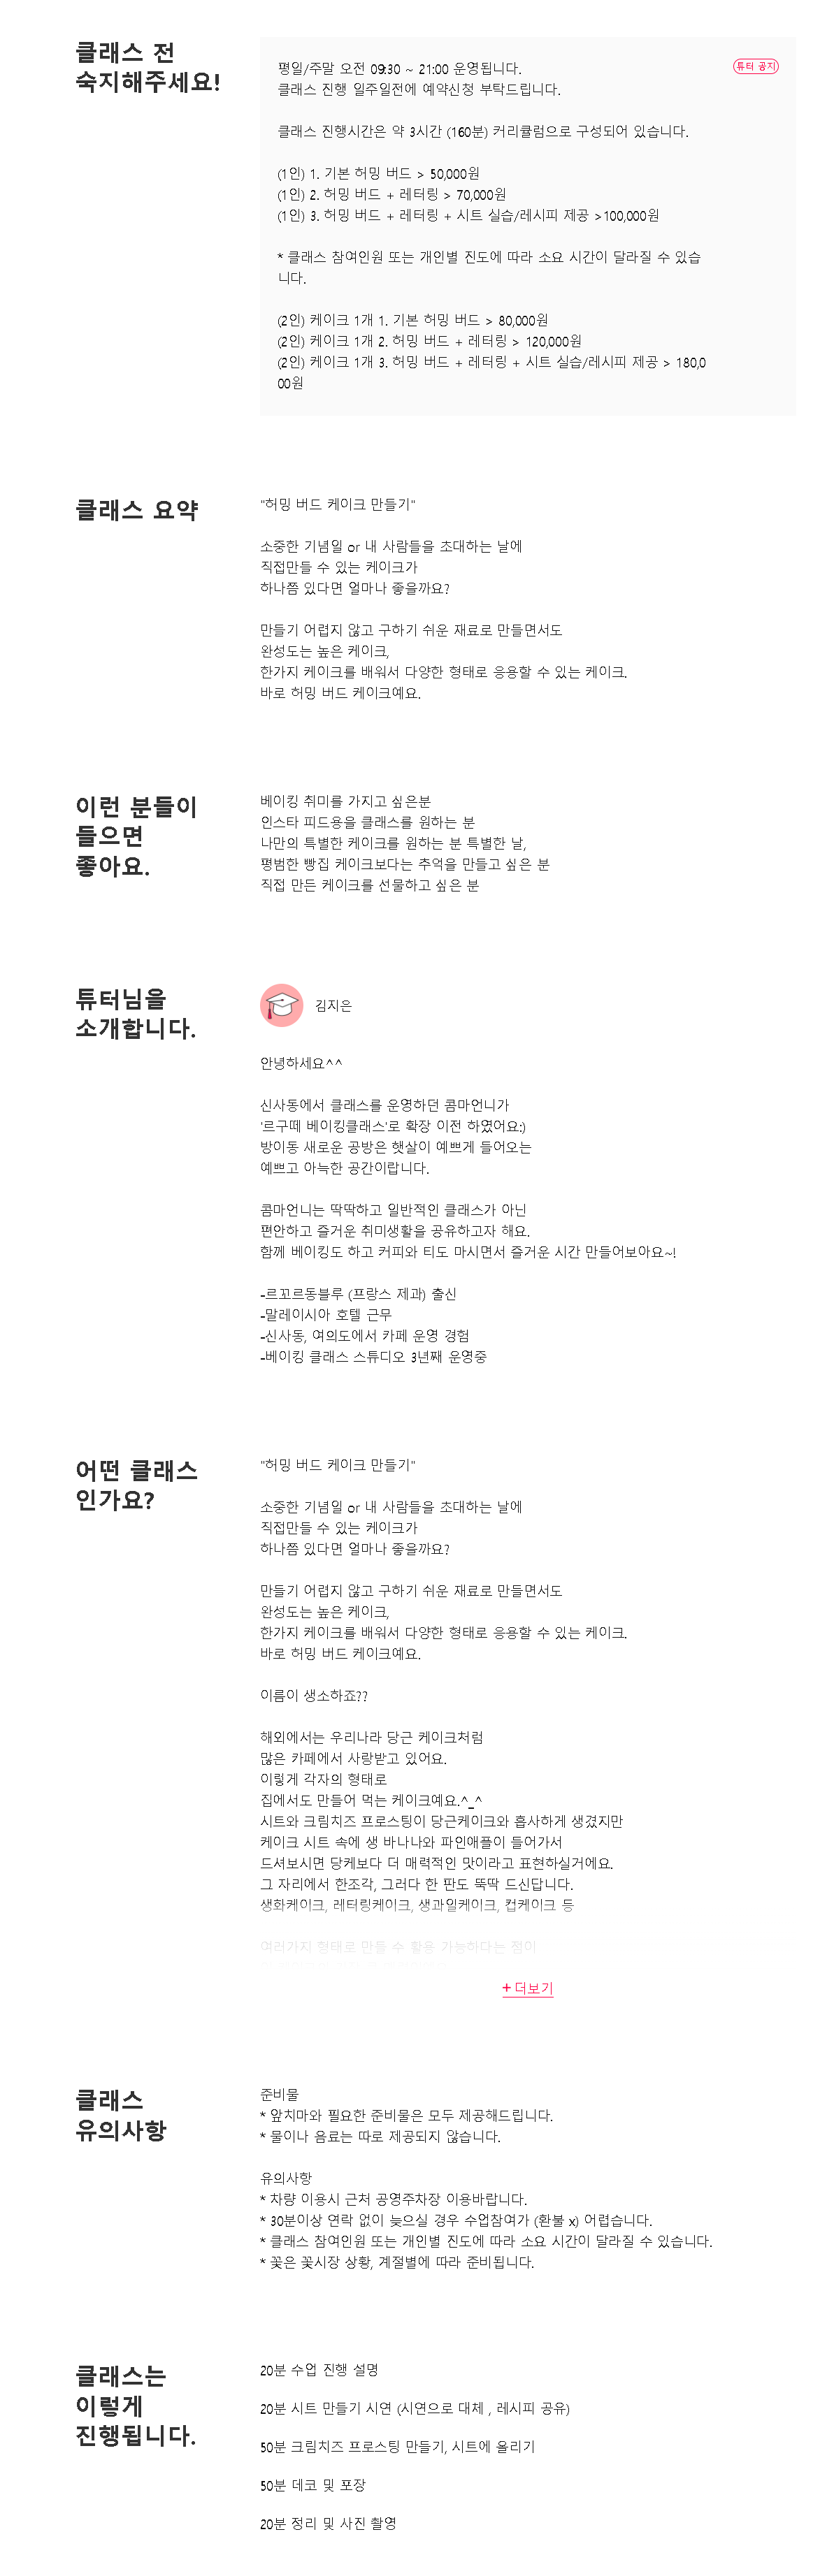 클래스 전
숙지해주세요!
튜터 공지
평일/주말 오전 09:30 ~ 21:00 운영됩니다.
클래스 진행 일주일전에 예약신청 부탁드립니다.
클래스 진행시간은 약 3시간 (160분) 커리큘럼으로 구성되어 있습니다.
(1인) 1. 기본 허밍 버드 > 50,000원
(1인) 2. 허밍 버드 + 레터링 > 70,000원
(1인) 3. 허밍 버드 + 레터링 + 시트 실습/레시피 제공 >100,000원
* 클래스 참여인원 또는 개인별 진도에 따라 소요 시간이 달라질 수 있습
니다.
(2인) 케이크 1개 1. 기본 허밍 버드 > 80,000원
(2인) 케이크 1개 2. 허밍 버드 + 레터링 > 120,000원
(2인) 케이크 1개 3. 허밍 버드 + 레터링 + 시트 실습/레시피 제공 > 180,0
00원
클래스 요약
"허밍 버드 케이크 만들기"
소중한 기념일 or 내 사람들을 초대하는 날에
직접만들 수 있는 케이크가
하나쯤 있다면 얼마나 좋을까요?
만들기 어렵지 않고 구하기 쉬운 재료로 만들면서도
완성도는 높은 케이크,
한가지 케이크를 배워서 다양한 형태로 응용할 수 있는 케이크.
바로 허밍 버드 케이크예요.
이런 분들이
들으면
좋아요.
베이킹 취미를 가지고 싶은분
인스타 피드용을 클래스를 원하는 분
나만의 특별한 케이크를 원하는 분 특별한 날,
평범한 빵집 케이크보다는 추억을 만들고 싶은 분
직접 만든 케이크를 선물하고 싶은 분
튜터님을
소개합니다.
김지은
안녕하세요^^
신사동에서 클래스를 운영하던 콤마언니가
'르구떼 베이킹클래스'로 확장 이전 하였어요:)
방이동 새로운 공방은 햇살이 예쁘게 들어오는
예쁘고 아늑한 공간이랍니다.
콤마언니는 딱딱하고 일반적인 클래스가 아닌
편안하고 즐거운 취미생활을 공유하고자 해요.
함께 베이킹도 하고 커피와 티도 마시면서 즐거운 시간 만들어보아요~!
-르꼬르동블루 (프랑스 제과) 출신
-말레이시아 호텔 근무
-신사동, 여의도에서 카페 운영 경험
-베이킹 클래스 스튜디오 3년째 운영중
어떤 클래스
인가요?
"허밍 버드 케이크 만들기"
소중한 기념일 or 내 사람들을 초대하는 날에
직접만들 수 있는 케이크가
하나쯤 있다면 얼마나 좋을까요?
만들기 어렵지 않고 구하기 쉬운 재료로 만들면서도
완성도는 높은 케이크,
한가지 케이크를 배워서 다양한 형태로 응용할 수 있는 케이크.
바로 허밍 버드 케이크예요.
이름이 생소하죠??
해외에서는 우리나라 당근 케이크처럼
많은 카페에서 사랑받고 있어요.
이렇게 각자의 형태로
집에서도 만들어 먹는 케이크예요.^_^
시트와 크림치즈 프로스팅이 당근케이크와 흡사하게 생겼지만
케이크 시트 속에 생 바나나와 파인애플이 들어가서
드셔보시면 당케보다 더 매력적인 맛이라고 표현하실거에요.
그 자리에서 한조각, 그러다 한 판도 뚝딱 드신답니다.
생화케이크, 레터링케이크, 생과일케이크, 컵케이크 등
여러가지 형태로 만들 수 활용 가능하다는 점이
+ 더보기
클래스
유의사항
준비물
* 앞치마와 필요한 준비물은 모두 제공해드립니다.
* 물이나 음료는 따로 제공되지 않습니다.
유의사항
* 차량 이용시 근처 공영주차장 이용바랍니다.
* 30분이상 연락 없이 늦으실 경우 수업참여가 (환불 x) 어렵습니다.
* 클래스 참여인원 또는 개인별 진도에 따라 소요 시간이 달라질 수 있습니다.
* 꽃은 꽃시장 상황, 계절별에 따라 준비됩니다.
클래스는
이렇게
진행됩니다.
20분 수업 진행 설명
20분 시트 만들기 시연 (시연으로 대체 , 레시피 공유)
50분 크림치즈 프로스팅 만들기, 시트에 올리기
50분 데코 및 포장
20분 정리 및 사진 촬영